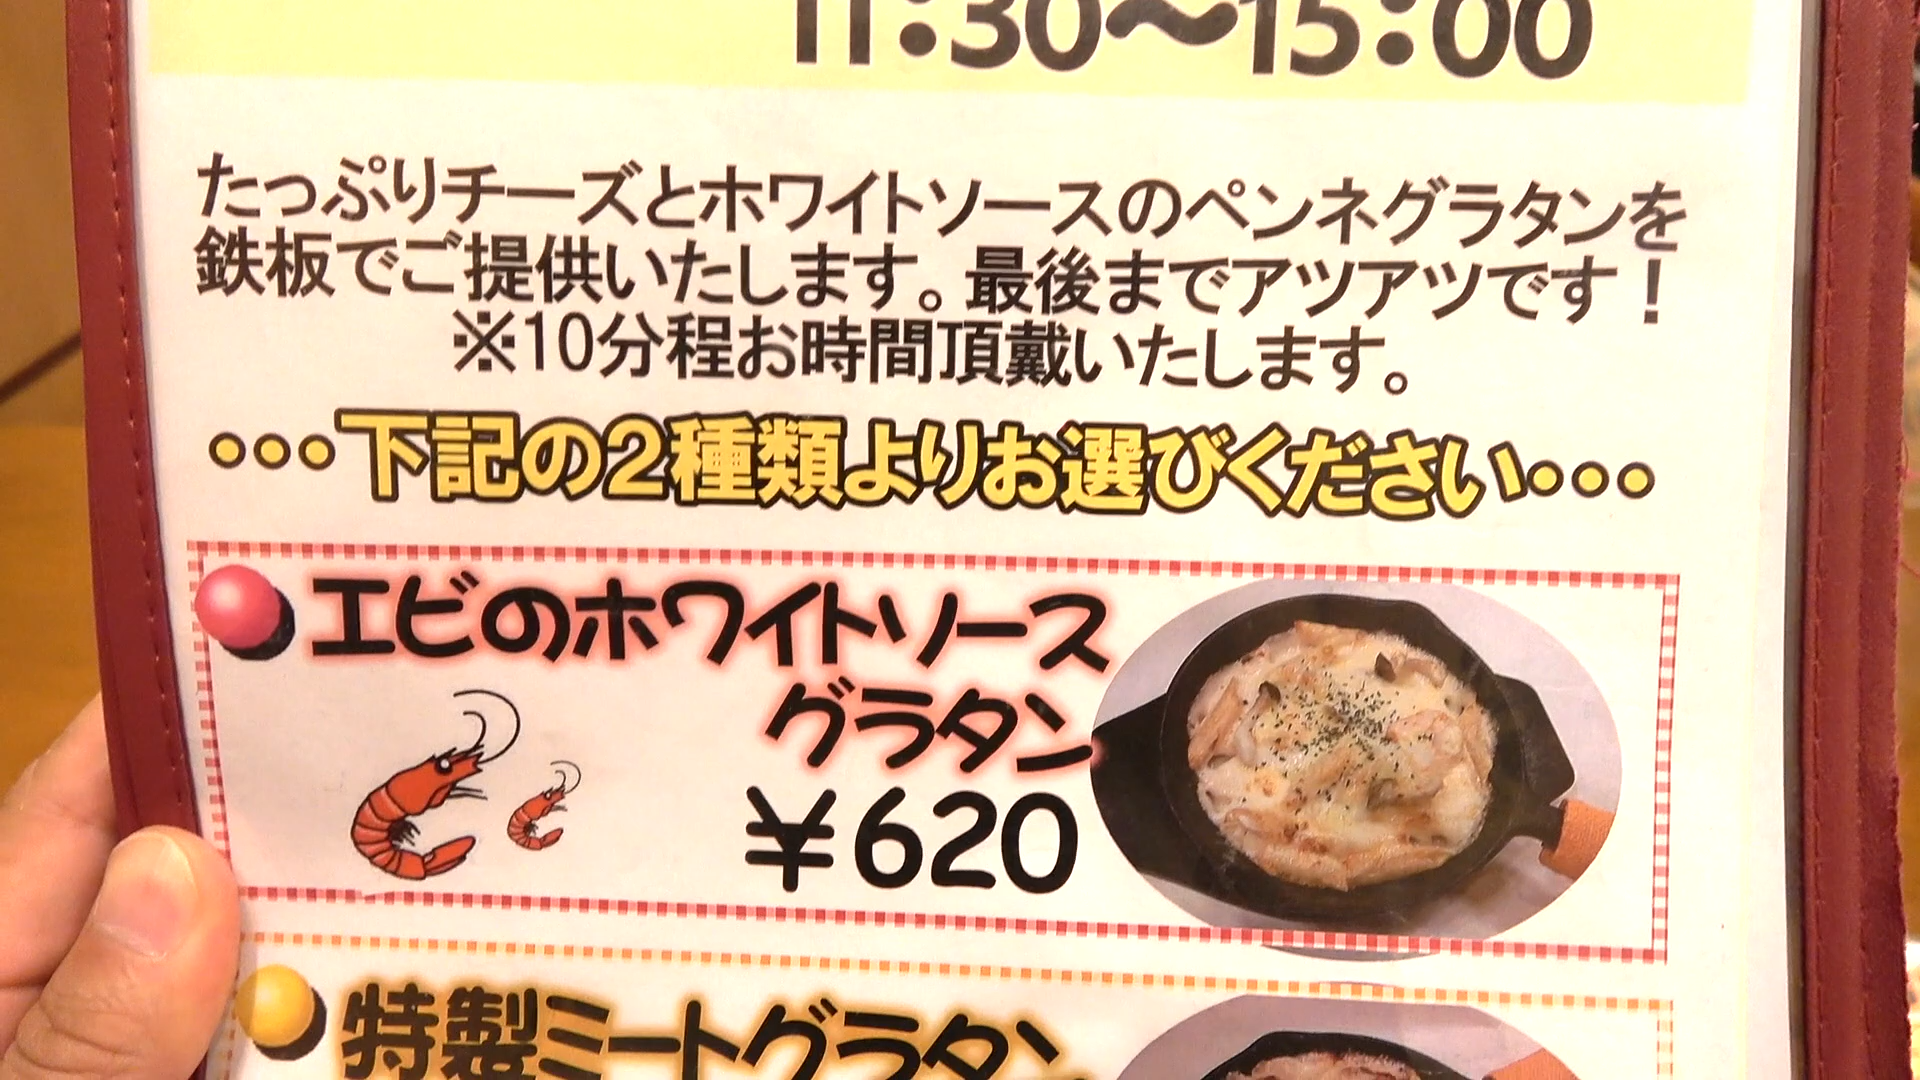 11:30～15:00
たっぷりチーズとホワイトソースのペンネグラタンを
鉄板でご提供いたします。最後までアツアツです！
※10分程お時間頂戴いたします。
・・・下記の2種類よりお選びください・・・
エビのホワイトソース
グラタン
￥620
特製ミートグラタン